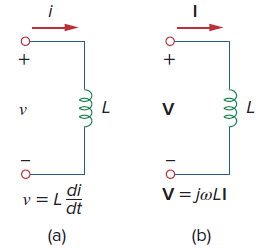 i
+
v
L
−
v = L di/dt
(a)
I
+
V
L
−
V = jωLI
(b)